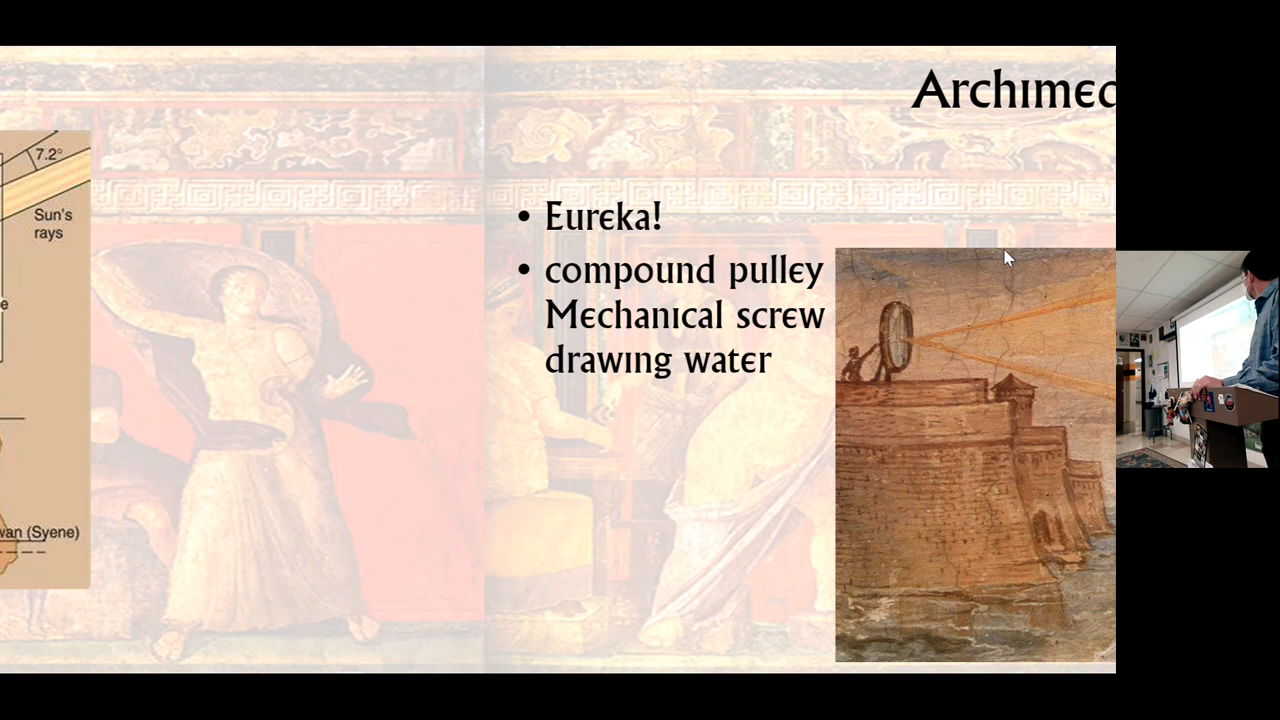 Archimed
7.2°
Sun's
rays
e
wan (Syene)
• Eureka!
• compound pulley
Mechanical screw
drawing water